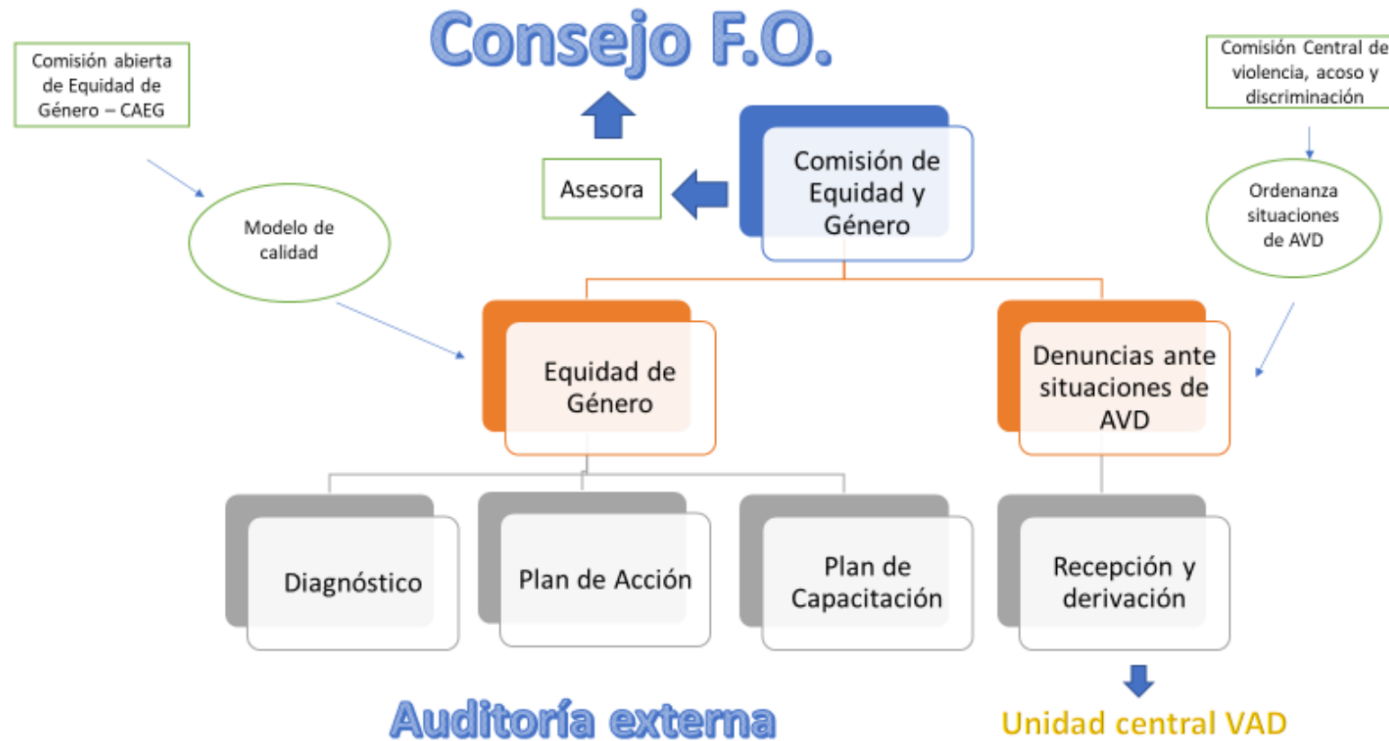 Consejo F.O.
Comisión abierta
de Equidad de
Género – CAEG
Comisión Central de
violencia, acoso y
discriminación
Asesora
Comisión de
Equidad y
Género
Modelo de
calidad
Ordenanza
situaciones
de AVD
Equidad de
Género
Denuncias ante
situaciones de
AVD
Diagnóstico
Plan de Acción
Plan de
Capacitación
Recepción y
derivación
Auditoría externa
Unidad central VAD